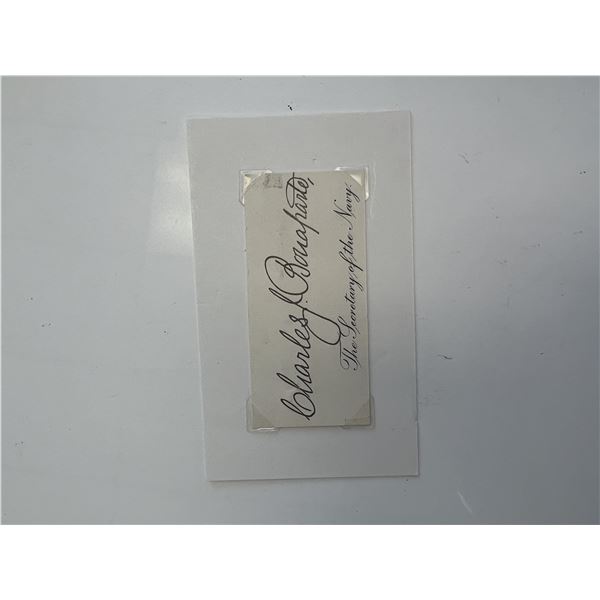 Charles J. Bonaparte,
The Secretary of the Navy.